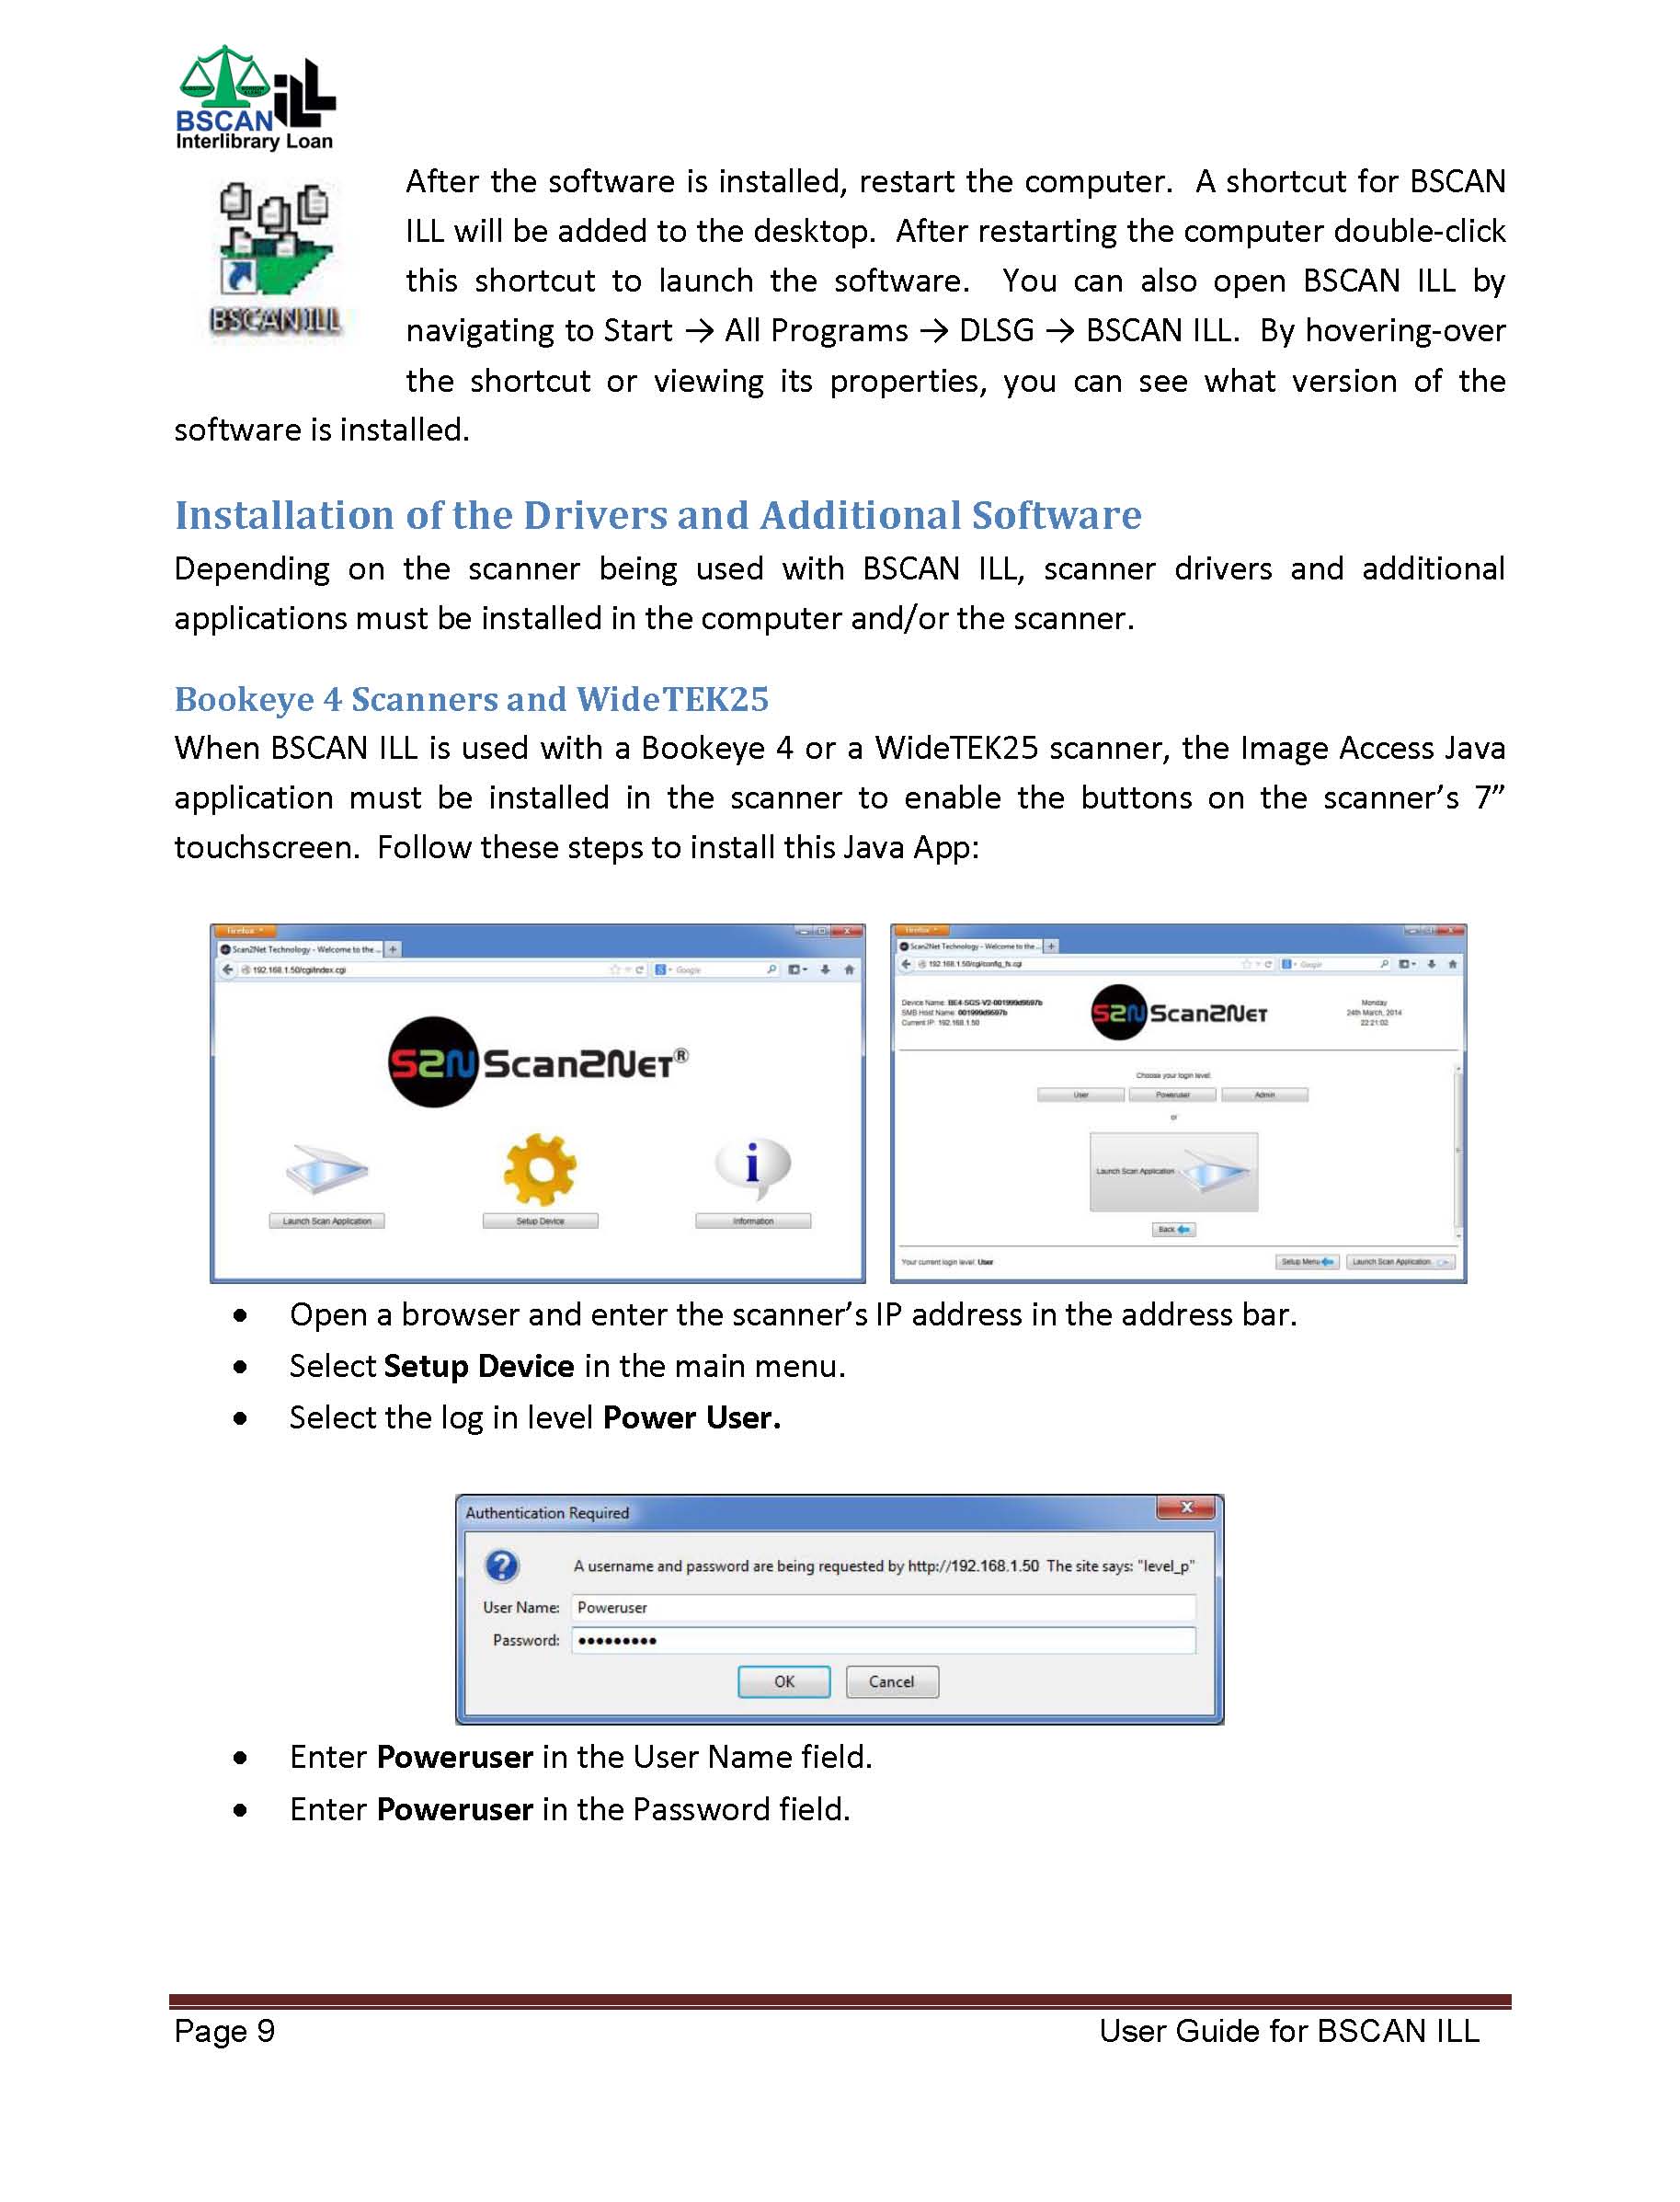 BSCAN ILL
Interlibrary Loan
After the software is installed, restart the computer.  A shortcut for BSCAN
ILL will be added to the desktop.  After restarting the computer double-click
this shortcut to launch the software.  You can also open BSCAN ILL by
navigating to Start → All Programs → DLSG → BSCAN ILL.  By hovering-over
the shortcut or viewing its properties, you can see what version of the
software is installed.
BSCAN ILL
Installation of the Drivers and Additional Software
Depending on the scanner being used with BSCAN ILL, scanner drivers and additional
applications must be installed in the computer and/or the scanner.
Bookeye 4 Scanners and WideTEK25
When BSCAN ILL is used with a Bookeye 4 or a WideTEK25 scanner, the Image Access Java
application must be installed in the scanner to enable the buttons on the scanner’s 7”
touchscreen.  Follow these steps to install this Java App:
Firefox
Scan2Net Technology - Welcome to the ...
192.168.1.50/cgi/index.cgi
Google
S2N Scan2Net®
Launch Scan Application
Setup Device
Information
Firefox
Scan2Net Technology - Welcome to the ...
192.168.1.50/cgi/config_fs.cgi
Google
Device Name: BE4-SGS-V2-001999d9597b
SMB Host Name: 001999d9597b
Current IP: 192.168.1.50
S2N Scan2Net
Monday
24th March, 2014
22:21:02
Choose your login level:
User
Poweruser
Admin
or
Launch Scan Application
Back
Your current login level: User
Setup Menu
Launch Scan Application
• Open a browser and enter the scanner’s IP address in the address bar.
• Select Setup Device in the main menu.
• Select the log in level Power User.
Authentication Required
A username and password are being requested by http://192.168.1.50  The site says: "level_p"
User Name: Poweruser
Password: •••••••••
OK
Cancel
• Enter Poweruser in the User Name field.
• Enter Poweruser in the Password field.
Page 9
User Guide for BSCAN ILL